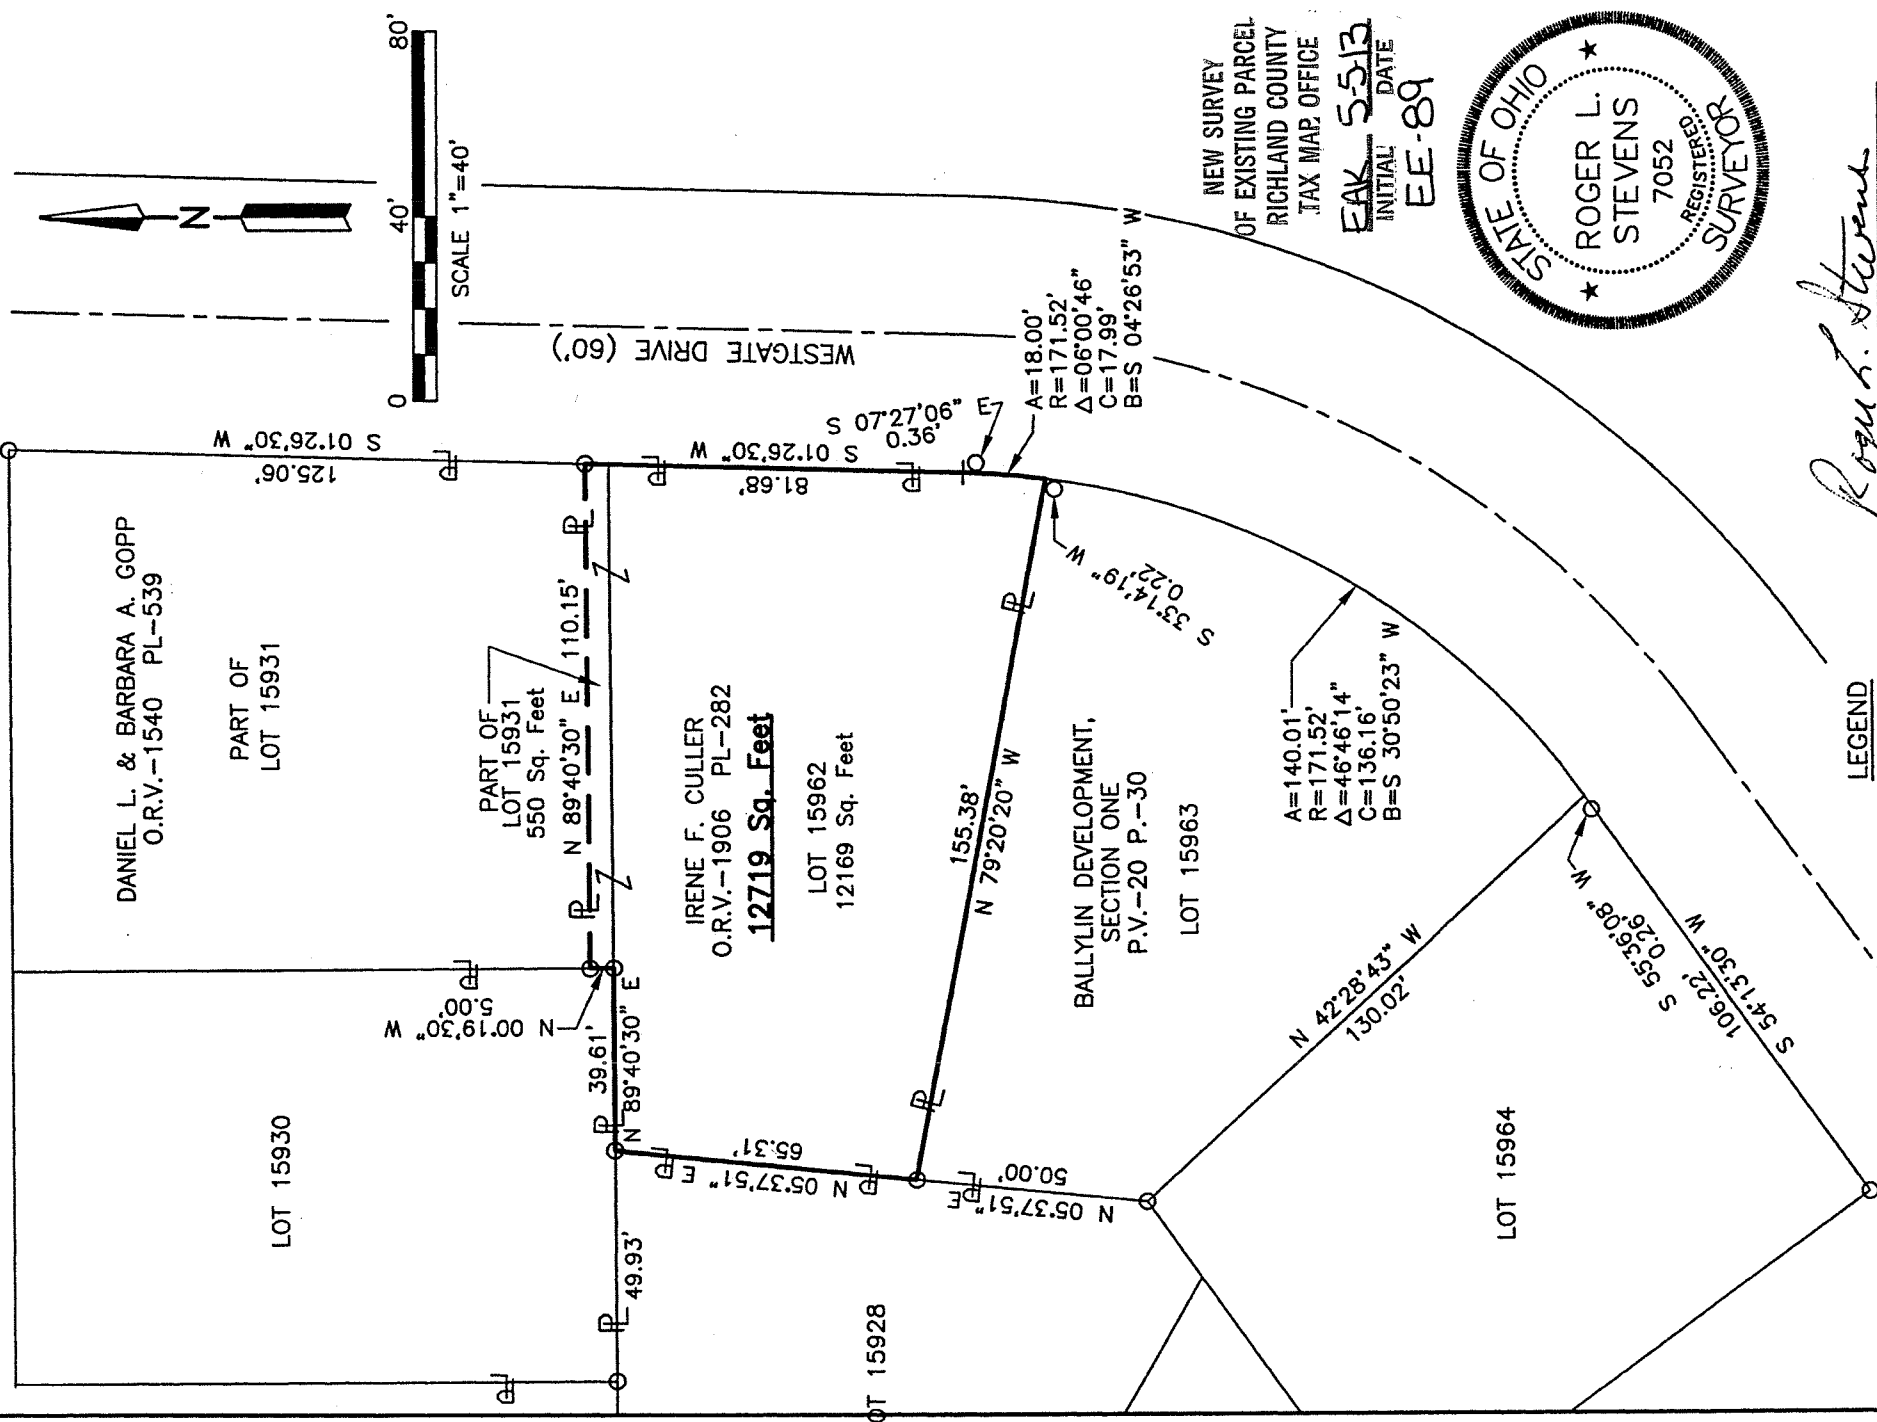 0
40'
80'
SCALE 1"=40'
N
WESTGATE DRIVE (60')
DANIEL L. & BARBARA A. GOPP
O.R.V.-1540 PL-539
PART OF
LOT 15931
S 01°26'30" W
125.06'
PART OF
LOT 15931
550 Sq. Feet
N 89°40'30" E 110.15'
LOT 15930
N 00°19'30" W
5.00'
39.61'
N 89°40'30" E
49.93'
IRENE F. CULLER
O.R.V.-1906 PL-282
12719 Sq. Feet
LOT 15962
12169 Sq. Feet
S 01°26'30" W
81.68'
S 07°27'06" E
0.36'
A=18.00'
R=171.52'
Δ=06°00'46"
C=17.99'
B=S 04°26'53" W
N 05°37'51" E
65.31'
155.38'
N 79°20'20" W
S 33°14'19" W
0.22'
BALLYLIN DEVELOPMENT,
SECTION ONE
P.V.-20 P.-30
LOT 15963
N 05°37'51" E
50.00'
A=140.01'
R=171.52'
Δ=46°46'14"
C=136.16'
B=S 30°50'23" W
N 42°28'43" W
130.02'
S 55°36'08" W
0.26'
106.22'
S 54°13'30" W
LOT 15964
OT 15928
NEW SURVEY
OF EXISTING PARCEL
RICHLAND COUNTY
TAX MAP OFFICE
EAK 5-5-13
INITIAL DATE
EE-89
STATE OF OHIO
ROGER L.
STEVENS
7052
REGISTERED
SURVEYOR
Roger L. Stevens
LEGEND